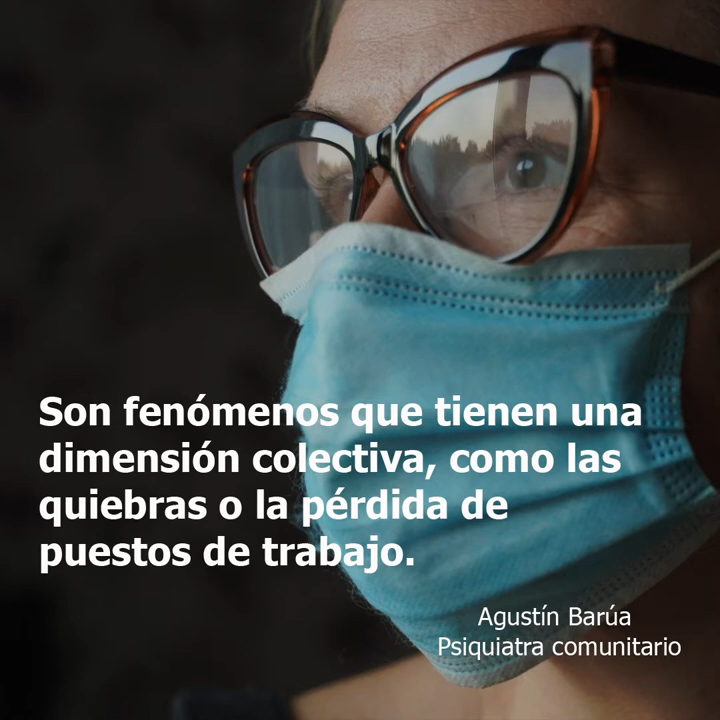 Son fenómenos que tienen una
dimensión colectiva, como las
quiebras o la pérdida de
puestos de trabajo.
Agustín Barúa
Psiquiatra comunitario